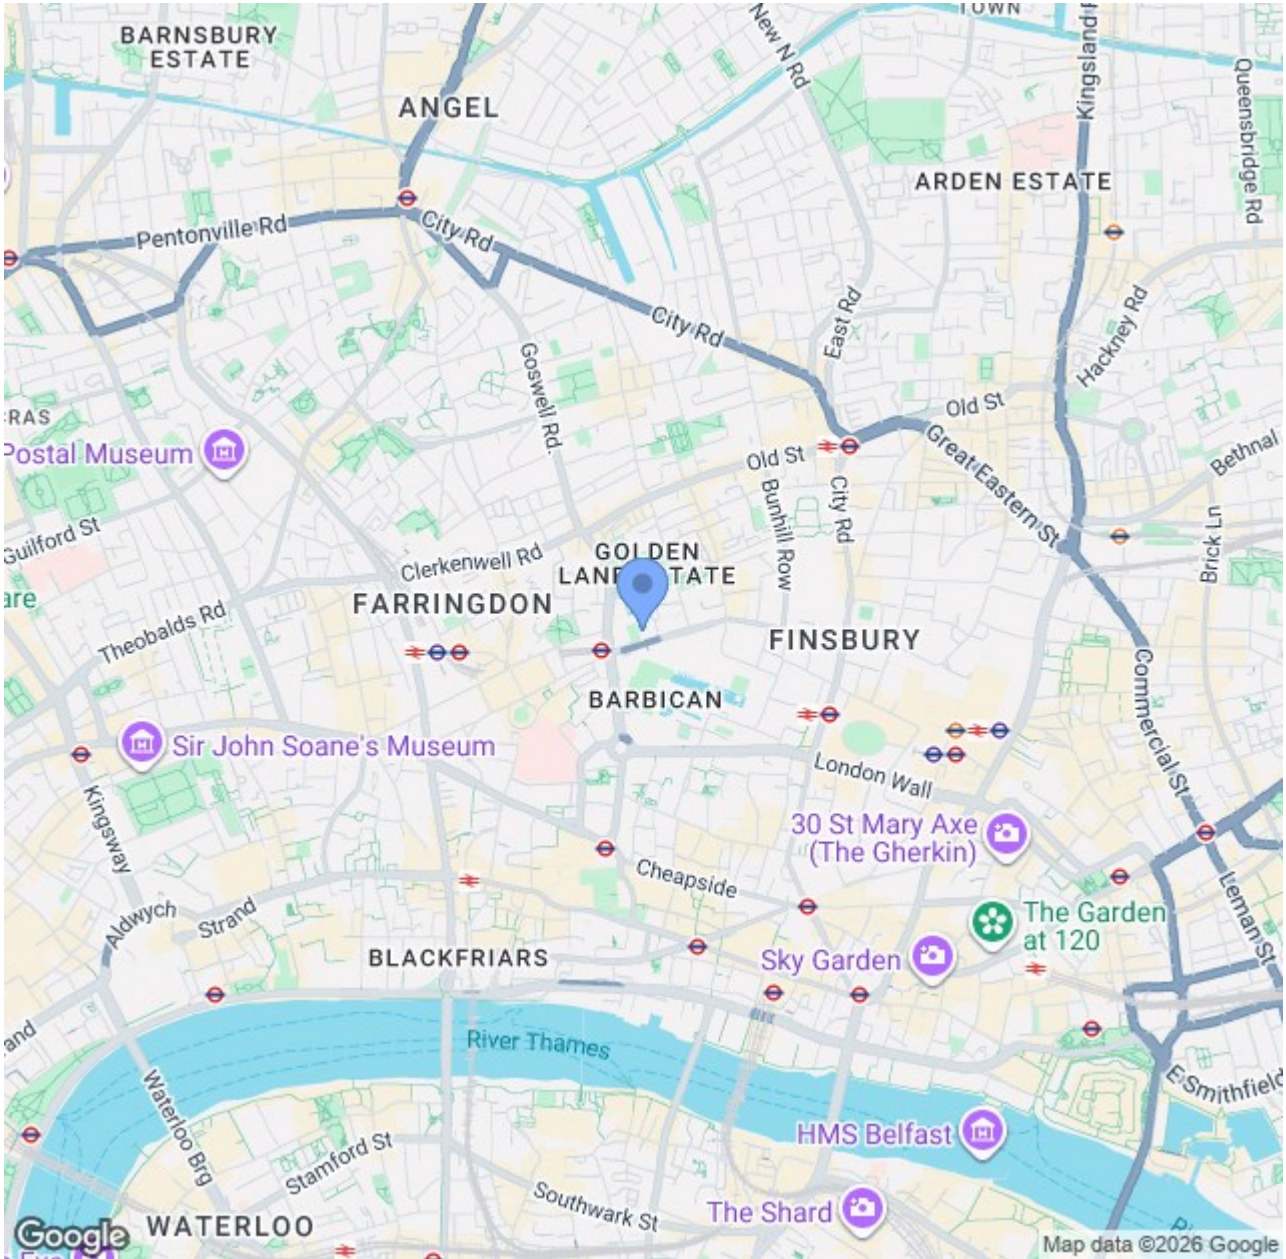 TOWN
BARNSBURY
ESTATE
New N Rd
Kingsland
Queensbridge Rd
ANGEL
ARDEN ESTATE
Pentonville Rd
City Rd
City Rd
East Rd
Hackney Rd
Goswell Rd.
Old St
RAS
Postal Museum
Great Eastern St
Old St
Bethnal
City Rd
Bunhill Row
Guilford St
Brick Ln
Clerkenwell Rd
GOLDEN
LANE ESTATE
are
FARRINGDON
Theobalds Rd
FINSBURY
BARBICAN
Commercial St
Sir John Soane's Museum
London Wall
Kingsway
30 St Mary Axe
(The Gherkin)
Cheapside
Leman St
Aldwych
Strand
The Garden
at 120
BLACKFRIARS
Sky Garden
and
River Thames
E Smithfield
Waterloo Brg
HMS Belfast
Stamford St
Southwark St
The Shard
WATERLOO
Google
Map data ©2026 Google